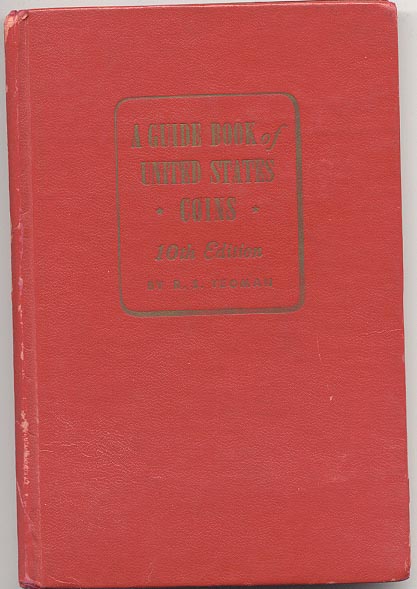 A GUIDE BOOK of
UNITED STATES
* COINS *
10th Edition
BY R. S. YEOMAN